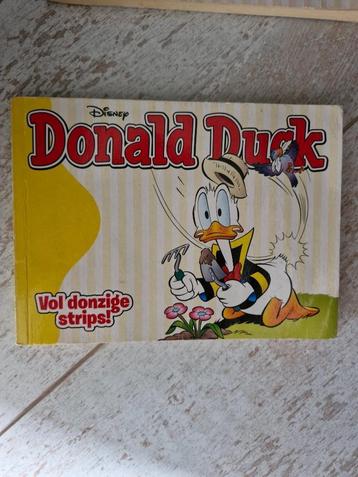 Disney
Donald Duck
Vol donzige
strips!